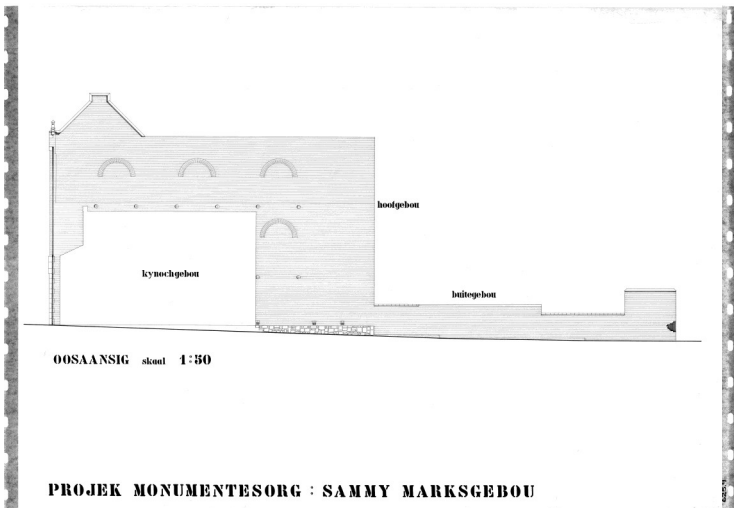 hoofgebou
kynochgebou
buitegebou
OOSAANSIG skaal 1:50
PROJEK MONUMENTESORG : SAMMY MARKSGEBOU